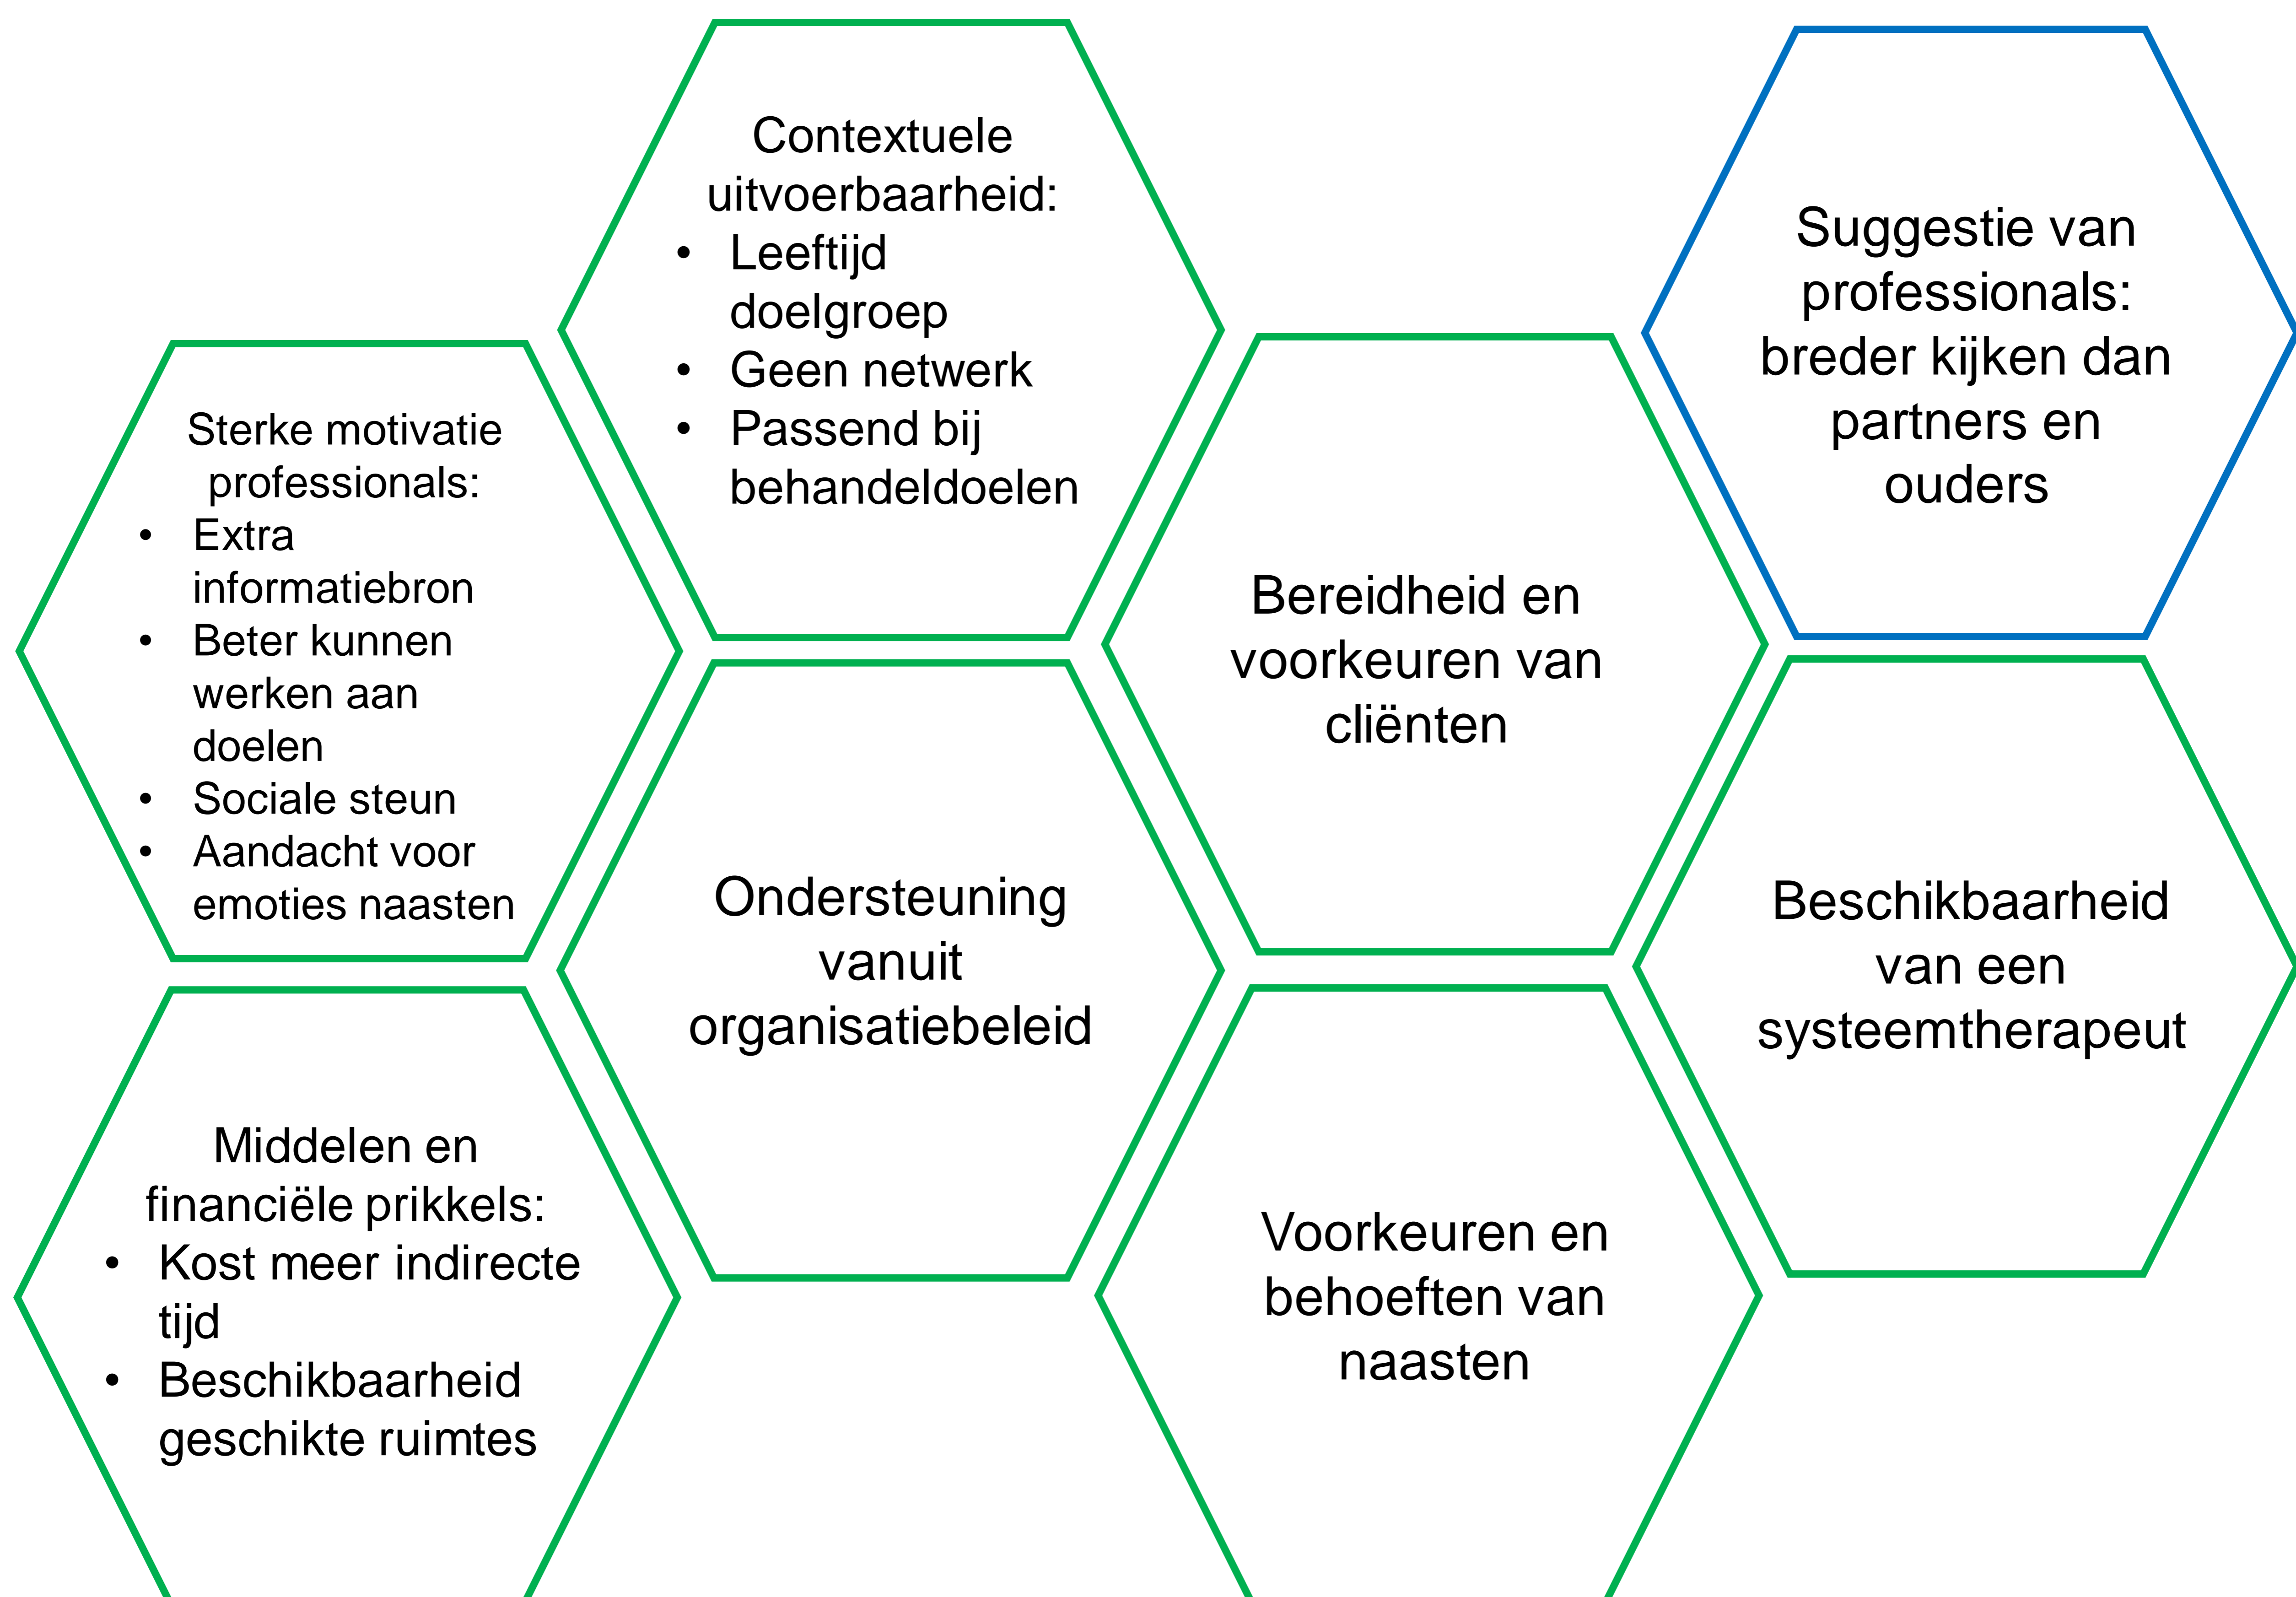 Contextuele
uitvoerbaarheid:
• Leeftijd
doelgroep
• Geen netwerk
• Passend bij
behandeldoelen
Suggestie van
professionals:
breder kijken dan
partners en
ouders
Sterke motivatie
professionals:
• Extra
informatiebron
• Beter kunnen
werken aan
doelen
• Sociale steun
• Aandacht voor
emoties naasten
Bereidheid en
voorkeuren van
cliënten
Ondersteuning
vanuit
organisatiebeleid
Beschikbaarheid
van een
systeemtherapeut
Middelen en
financiële prikkels:
• Kost meer indirecte
tijd
• Beschikbaarheid
geschikte ruimtes
Voorkeuren en
behoeften van
naasten